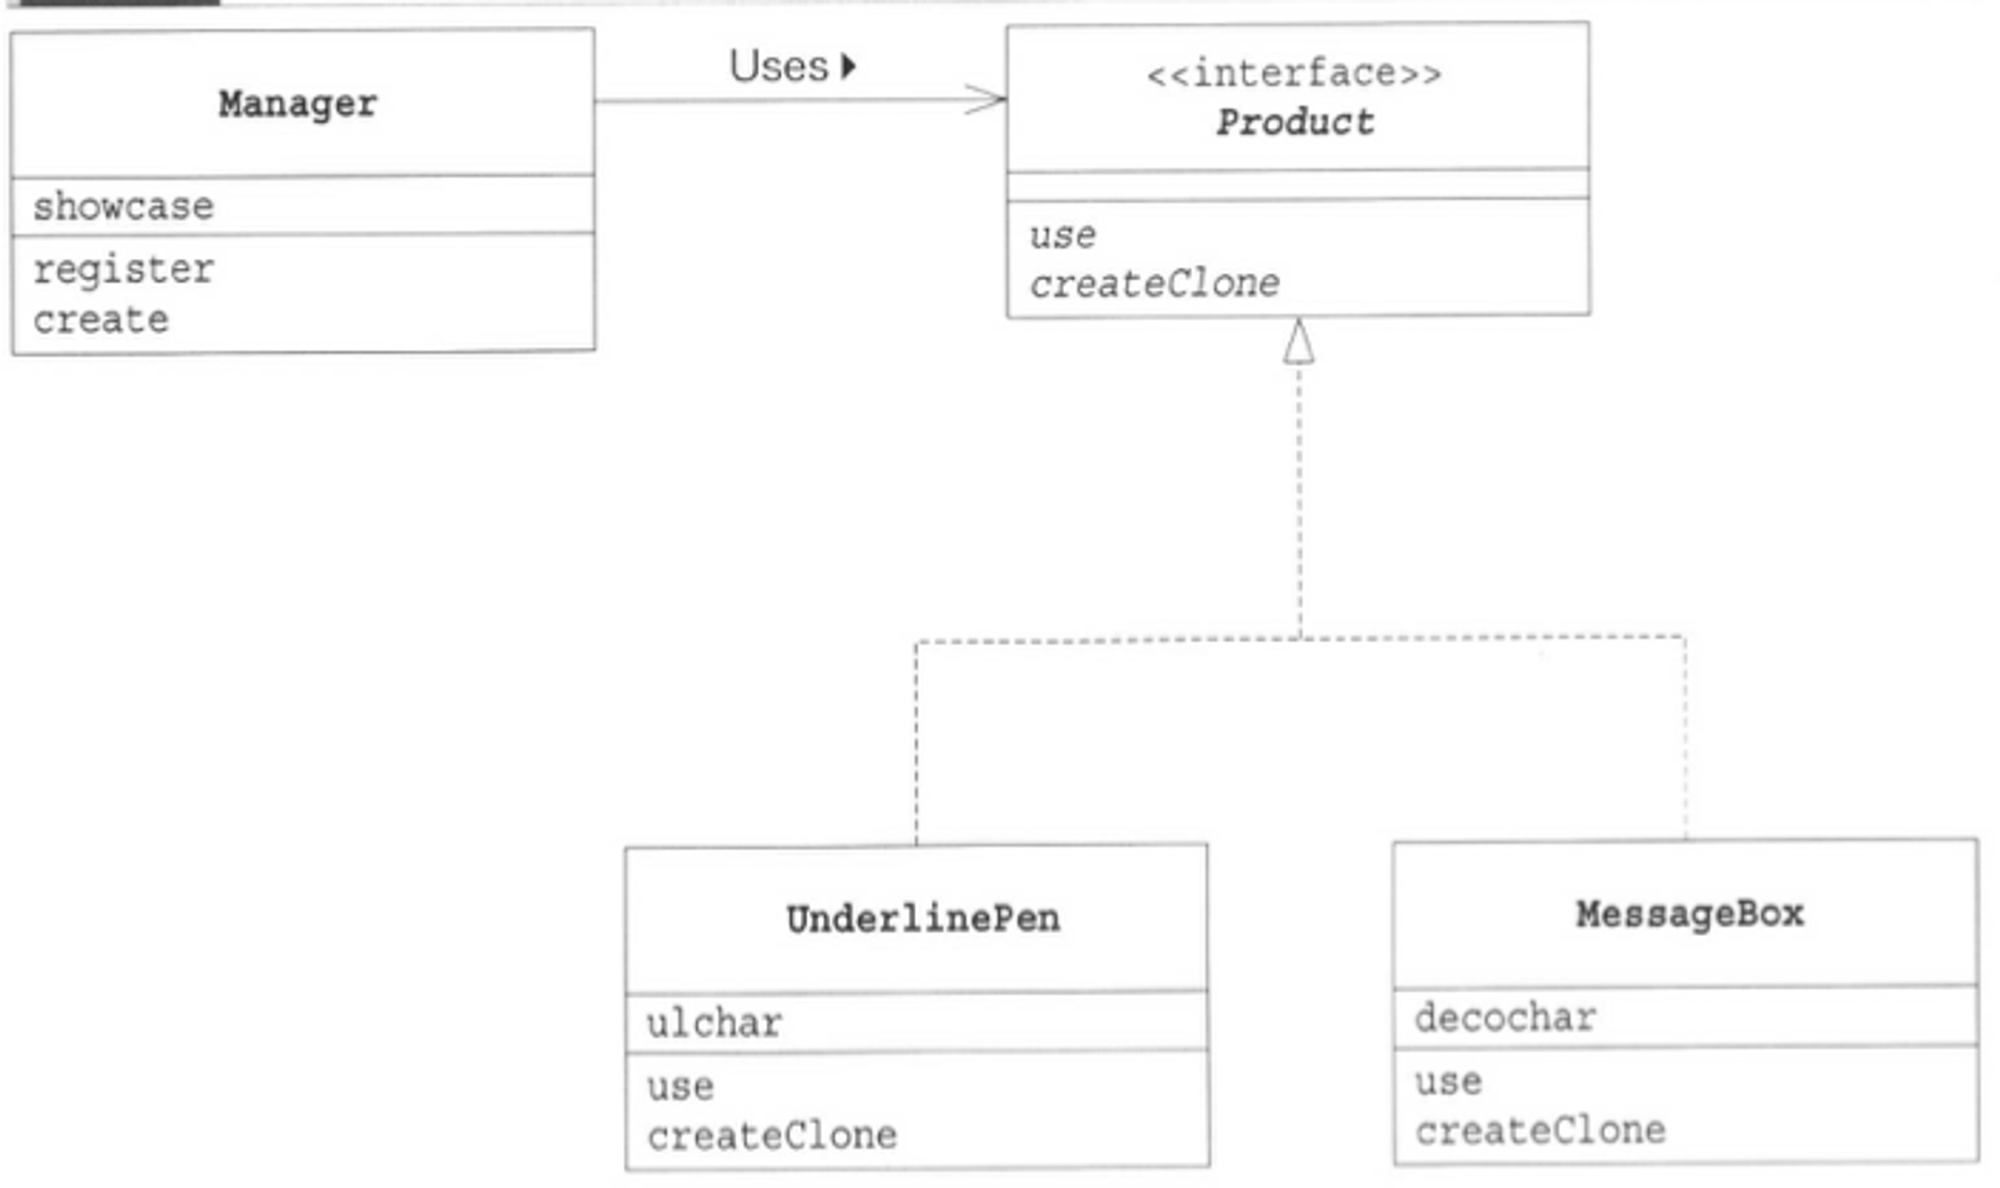 Manager
showcase
register
create
Uses ▶
<<interface>>
Product
use
createClone
UnderlinePen
ulchar
use
createClone
MessageBox
decochar
use
createClone